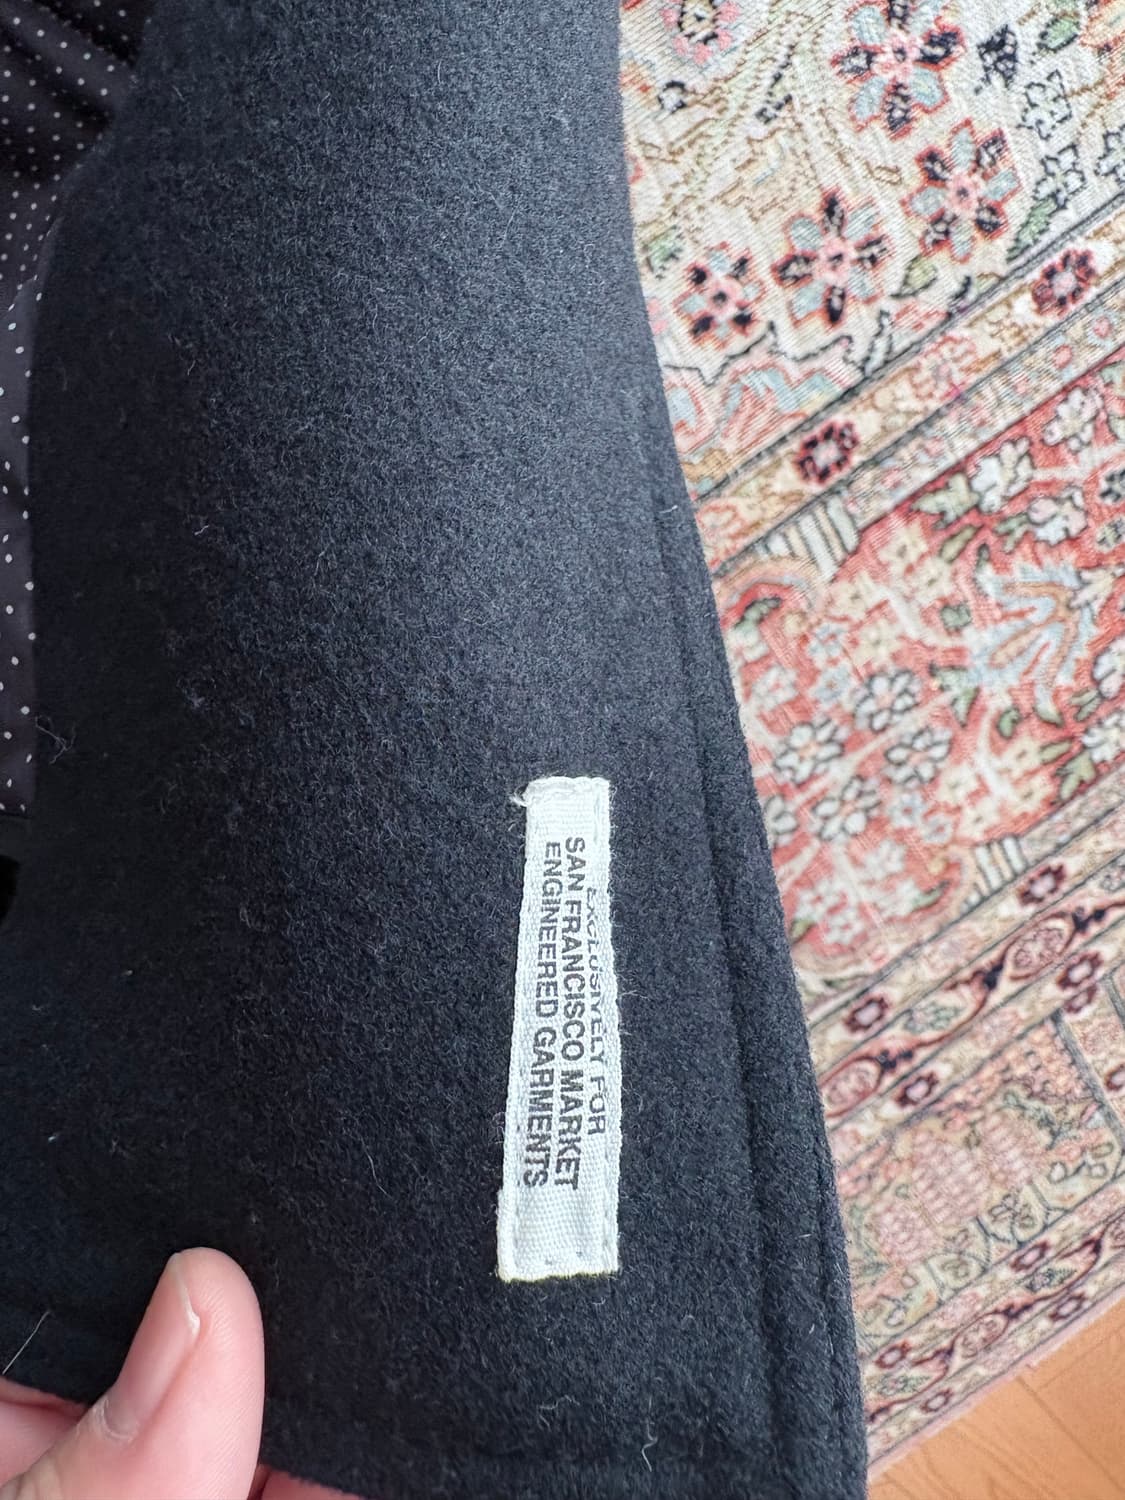 EXCLUSIVELY FOR
SAN FRANCISCO MARKET
ENGINEERED GARMENTS